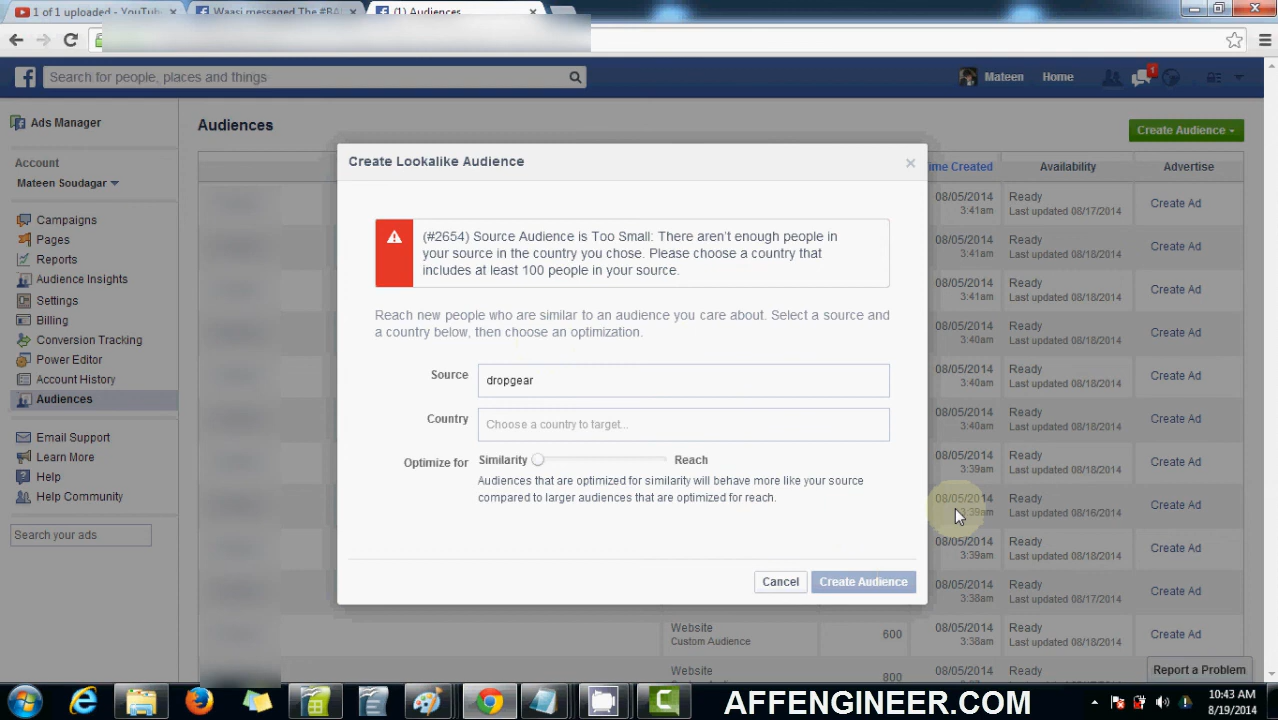 1 of 1 uploaded - YouTube
Waasi messaged The #BA
(1) Audiences
Search for people, places and things
Mateen
Home
1
Ads Manager
Account
Mateen Soudagar
Campaigns
Pages
Reports
Audience Insights
Settings
Billing
Conversion Tracking
Power Editor
Account History
Audiences
Email Support
Learn More
Help
Help Community
Search your ads
Audiences
Create Audience
ime Created
Availability
Advertise
08/05/2014
3:41am
Ready
Last updated 08/17/2014
Create Ad
08/05/2014
3:41am
Ready
Last updated 08/18/2014
Create Ad
08/05/2014
3:41am
Ready
Last updated 08/18/2014
Create Ad
08/05/2014
3:40am
Ready
Last updated 08/18/2014
Create Ad
08/05/2014
3:40am
Ready
Last updated 08/18/2014
Create Ad
08/05/2014
3:40am
Ready
Last updated 08/18/2014
Create Ad
08/05/2014
3:39am
Ready
Last updated 08/18/2014
Create Ad
08/05/2014
3:39am
Ready
Last updated 08/16/2014
Create Ad
08/05/2014
3:39am
Ready
Last updated 08/18/2014
Create Ad
08/05/2014
3:38am
Ready
Last updated 08/17/2014
Create Ad
Website
Custom Audience
600
08/05/2014
3:38am
Ready
Last updated 08/18/2014
Create Ad
Website
800
08/05/2014
Ready
Report a Problem
Create Lookalike Audience
(#2654) Source Audience is Too Small: There aren't enough people in
your source in the country you chose. Please choose a country that
includes at least 100 people in your source.
Reach new people who are similar to an audience you care about. Select a source and
a country below, then choose an optimization.
Source
dropgear
Country
Choose a country to target...
Optimize for
Similarity
Reach
Audiences that are optimized for similarity will behave more like your source
compared to larger audiences that are optimized for reach.
Cancel
Create Audience
AFFENGINEER.COM
10:43 AM
8/19/2014